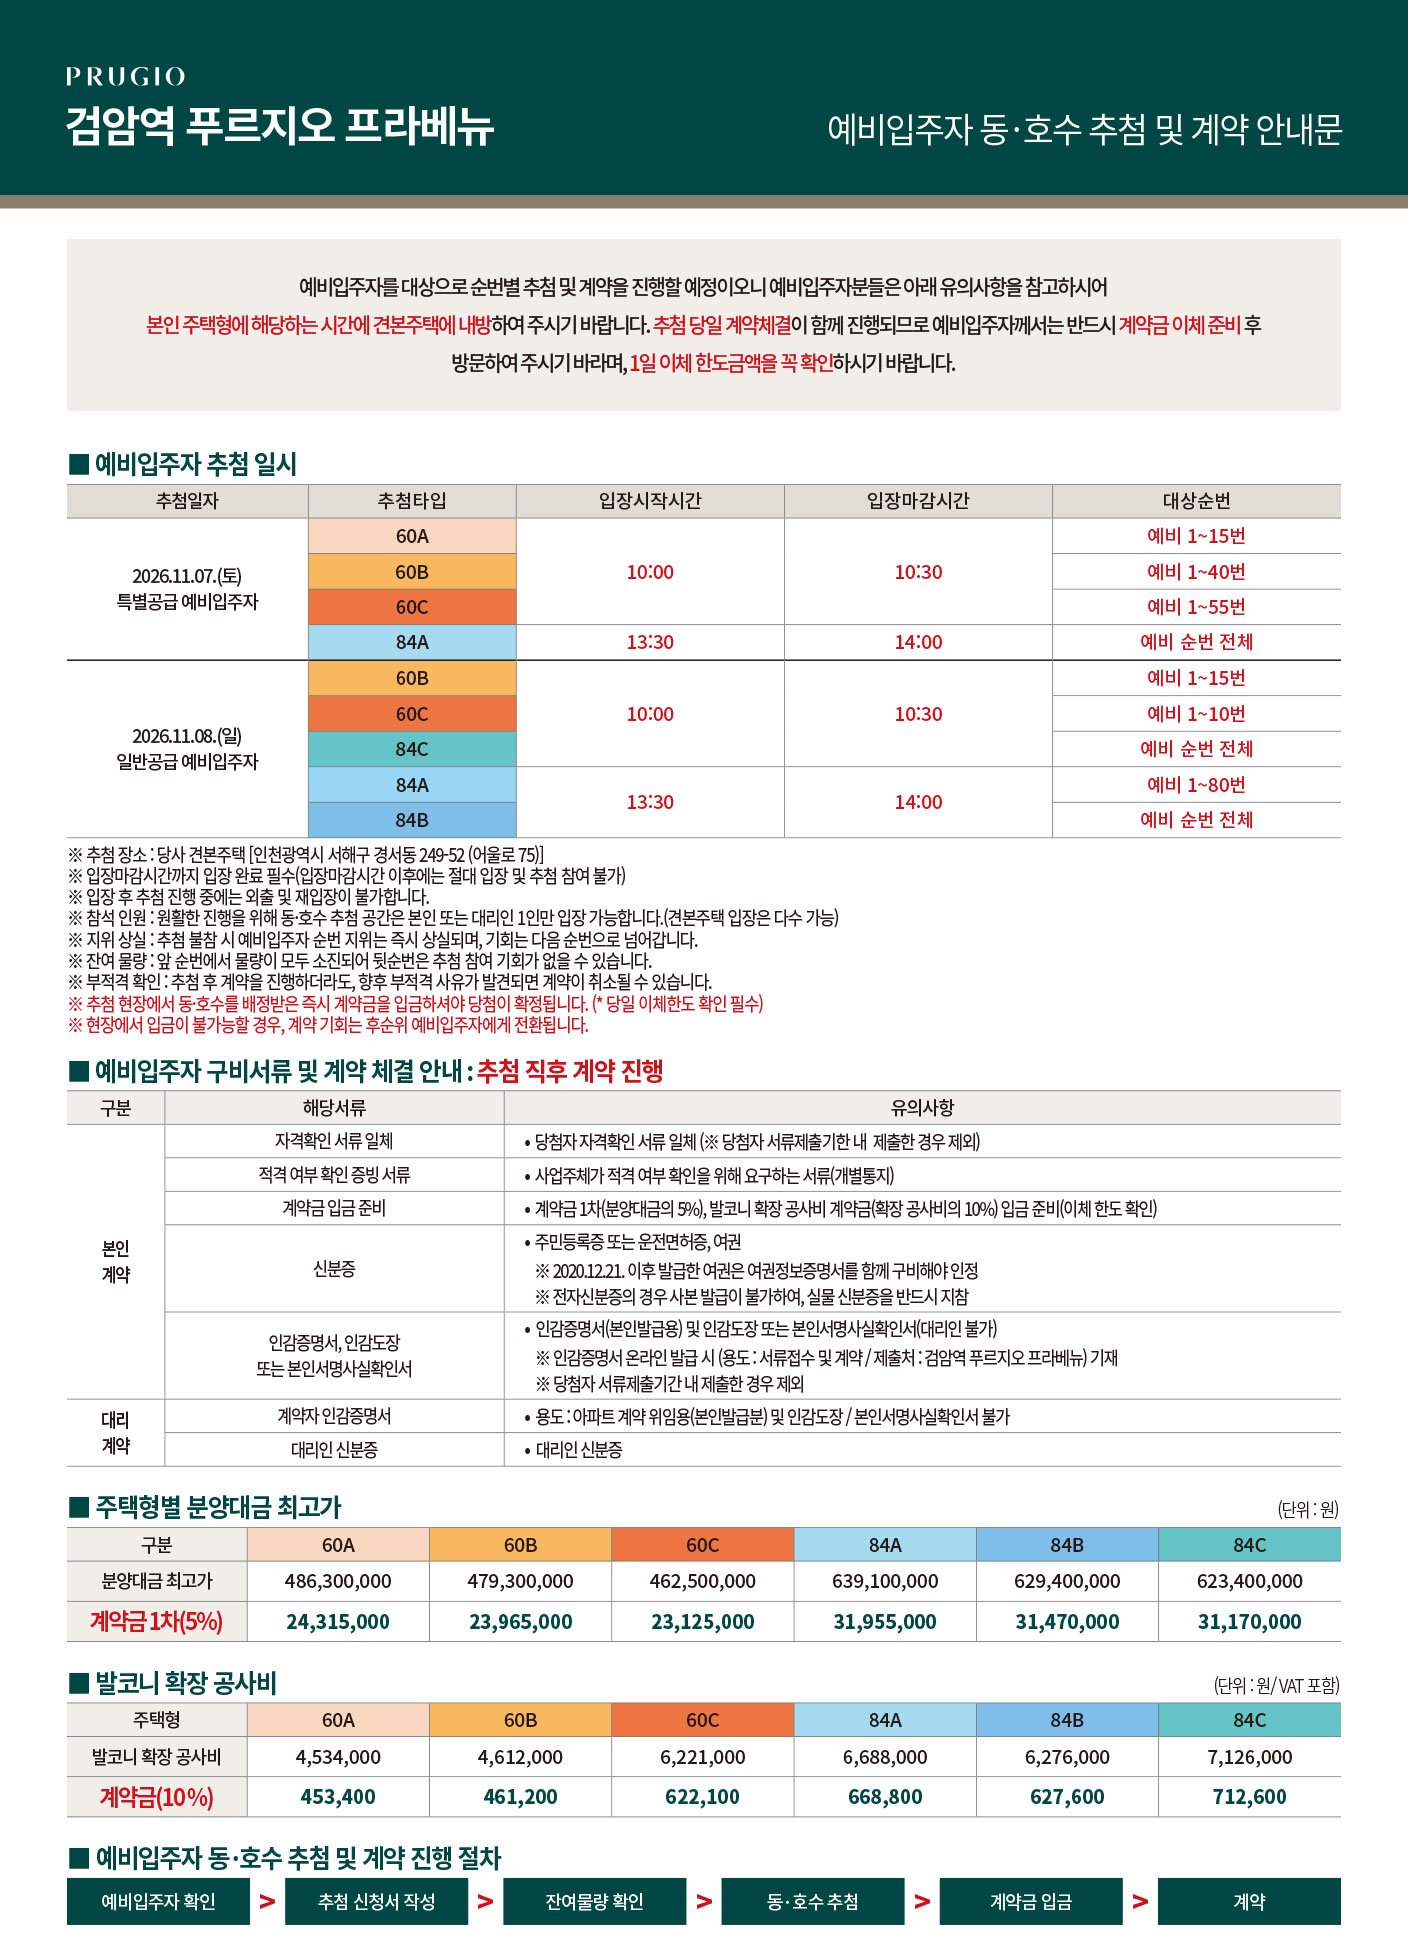 PRUGIO
검암역 푸르지오 프라베뉴
예비입주자 동·호수 추첨 및 계약 안내문
예비입주자를 대상으로 순번별 추첨 및 계약을 진행할 예정이오니 예비입주자분들은 아래 유의사항을 참고하시어
본인 주택형에 해당하는 시간에 견본주택에 내방하여 주시기 바랍니다. 추첨 당일 계약체결이 함께 진행되므로 예비입주자께서는 반드시 계약금 이체 준비 후
방문하여 주시기 바라며, 1일 이체 한도금액을 꼭 확인하시기 바랍니다.
■ 예비입주자 추첨 일시
추첨일자 추첨타입 입장시작시간 입장마감시간 대상순번
2026.11.07.(토)
특별공급 예비입주자
60A 10:00 10:30 예비 1~15번
60B 예비 1~40번
60C 예비 1~55번
84A 13:30 14:00 예비 순번 전체
2026.11.08.(일)
일반공급 예비입주자
60B 10:00 10:30 예비 1~15번
60C 예비 1~10번
84C 예비 순번 전체
84A 13:30 14:00 예비 1~80번
84B 예비 순번 전체
※ 추첨 장소 : 당사 견본주택 [인천광역시 서해구 경서동 249-52 (어울로 75)]
※ 입장마감시간까지 입장 완료 필수(입장마감시간 이후에는 절대 입장 및 추첨 참여 불가)
※ 입장 후 추첨 진행 중에는 외출 및 재입장이 불가합니다.
※ 참석 인원 : 원활한 진행을 위해 동·호수 추첨 공간은 본인 또는 대리인 1인만 입장 가능합니다.(견본주택 입장은 다수 가능)
※ 지위 상실 : 추첨 불참 시 예비입주자 순번 지위는 즉시 상실되며, 기회는 다음 순번으로 넘어갑니다.
※ 잔여 물량 : 앞 순번에서 물량이 모두 소진되어 뒷순번은 추첨 참여 기회가 없을 수 있습니다.
※ 부적격 확인 : 추첨 후 계약을 진행하더라도, 향후 부적격 사유가 발견되면 계약이 취소될 수 있습니다.
※ 추첨 현장에서 동·호수를 배정받은 즉시 계약금을 입금하셔야 당첨이 확정됩니다. (* 당일 이체한도 확인 필수)
※ 현장에서 입금이 불가능할 경우, 계약 기회는 후순위 예비입주자에게 전환됩니다.
■ 예비입주자 구비서류 및 계약 체결 안내 : 추첨 직후 계약 진행
구분 해당서류 유의사항
본인
계약
자격확인 서류 일체 • 당첨자 자격확인 서류 일체 (※ 당첨자 서류제출기한 내 제출한 경우 제외)
적격 여부 확인 증빙 서류 • 사업주체가 적격 여부 확인을 위해 요구하는 서류(개별통지)
계약금 입금 준비 • 계약금 1차(분양대금의 5%), 발코니 확장 공사비 계약금(확장 공사비의 10%) 입금 준비(이체 한도 확인)
신분증
• 주민등록증 또는 운전면허증, 여권
※ 2020.12.21. 이후 발급한 여권은 여권정보증명서를 함께 구비해야 인정
※ 전자신분증의 경우 사본 발급이 불가하여, 실물 신분증을 반드시 지참
인감증명서, 인감도장
또는 본인서명사실확인서
• 인감증명서(본인발급용) 및 인감도장 또는 본인서명사실확인서(대리인 불가)
※ 인감증명서 온라인 발급 시 (용도 : 서류접수 및 계약 / 제출처 : 검암역 푸르지오 프라베뉴) 기재
※ 당첨자 서류제출기간 내 제출한 경우 제외
대리
계약
계약자 인감증명서 • 용도 : 아파트 계약 위임용(본인발급분) 및 인감도장 / 본인서명사실확인서 불가
대리인 신분증 • 대리인 신분증
■ 주택형별 분양대금 최고가
(단위 : 원)
구분 60A 60B 60C 84A 84B 84C
분양대금 최고가 486,300,000 479,300,000 462,500,000 639,100,000 629,400,000 623,400,000
계약금 1차(5%) 24,315,000 23,965,000 23,125,000 31,955,000 31,470,000 31,170,000
■ 발코니 확장 공사비
(단위 : 원/ VAT 포함)
주택형 60A 60B 60C 84A 84B 84C
발코니 확장 공사비 4,534,000 4,612,000 6,221,000 6,688,000 6,276,000 7,126,000
계약금(10%) 453,400 461,200 622,100 668,800 627,600 712,600
■ 예비입주자 동·호수 추첨 및 계약 진행 절차
예비입주자 확인 > 추첨 신청서 작성 > 잔여물량 확인 > 동·호수 추첨 > 계약금 입금 > 계약